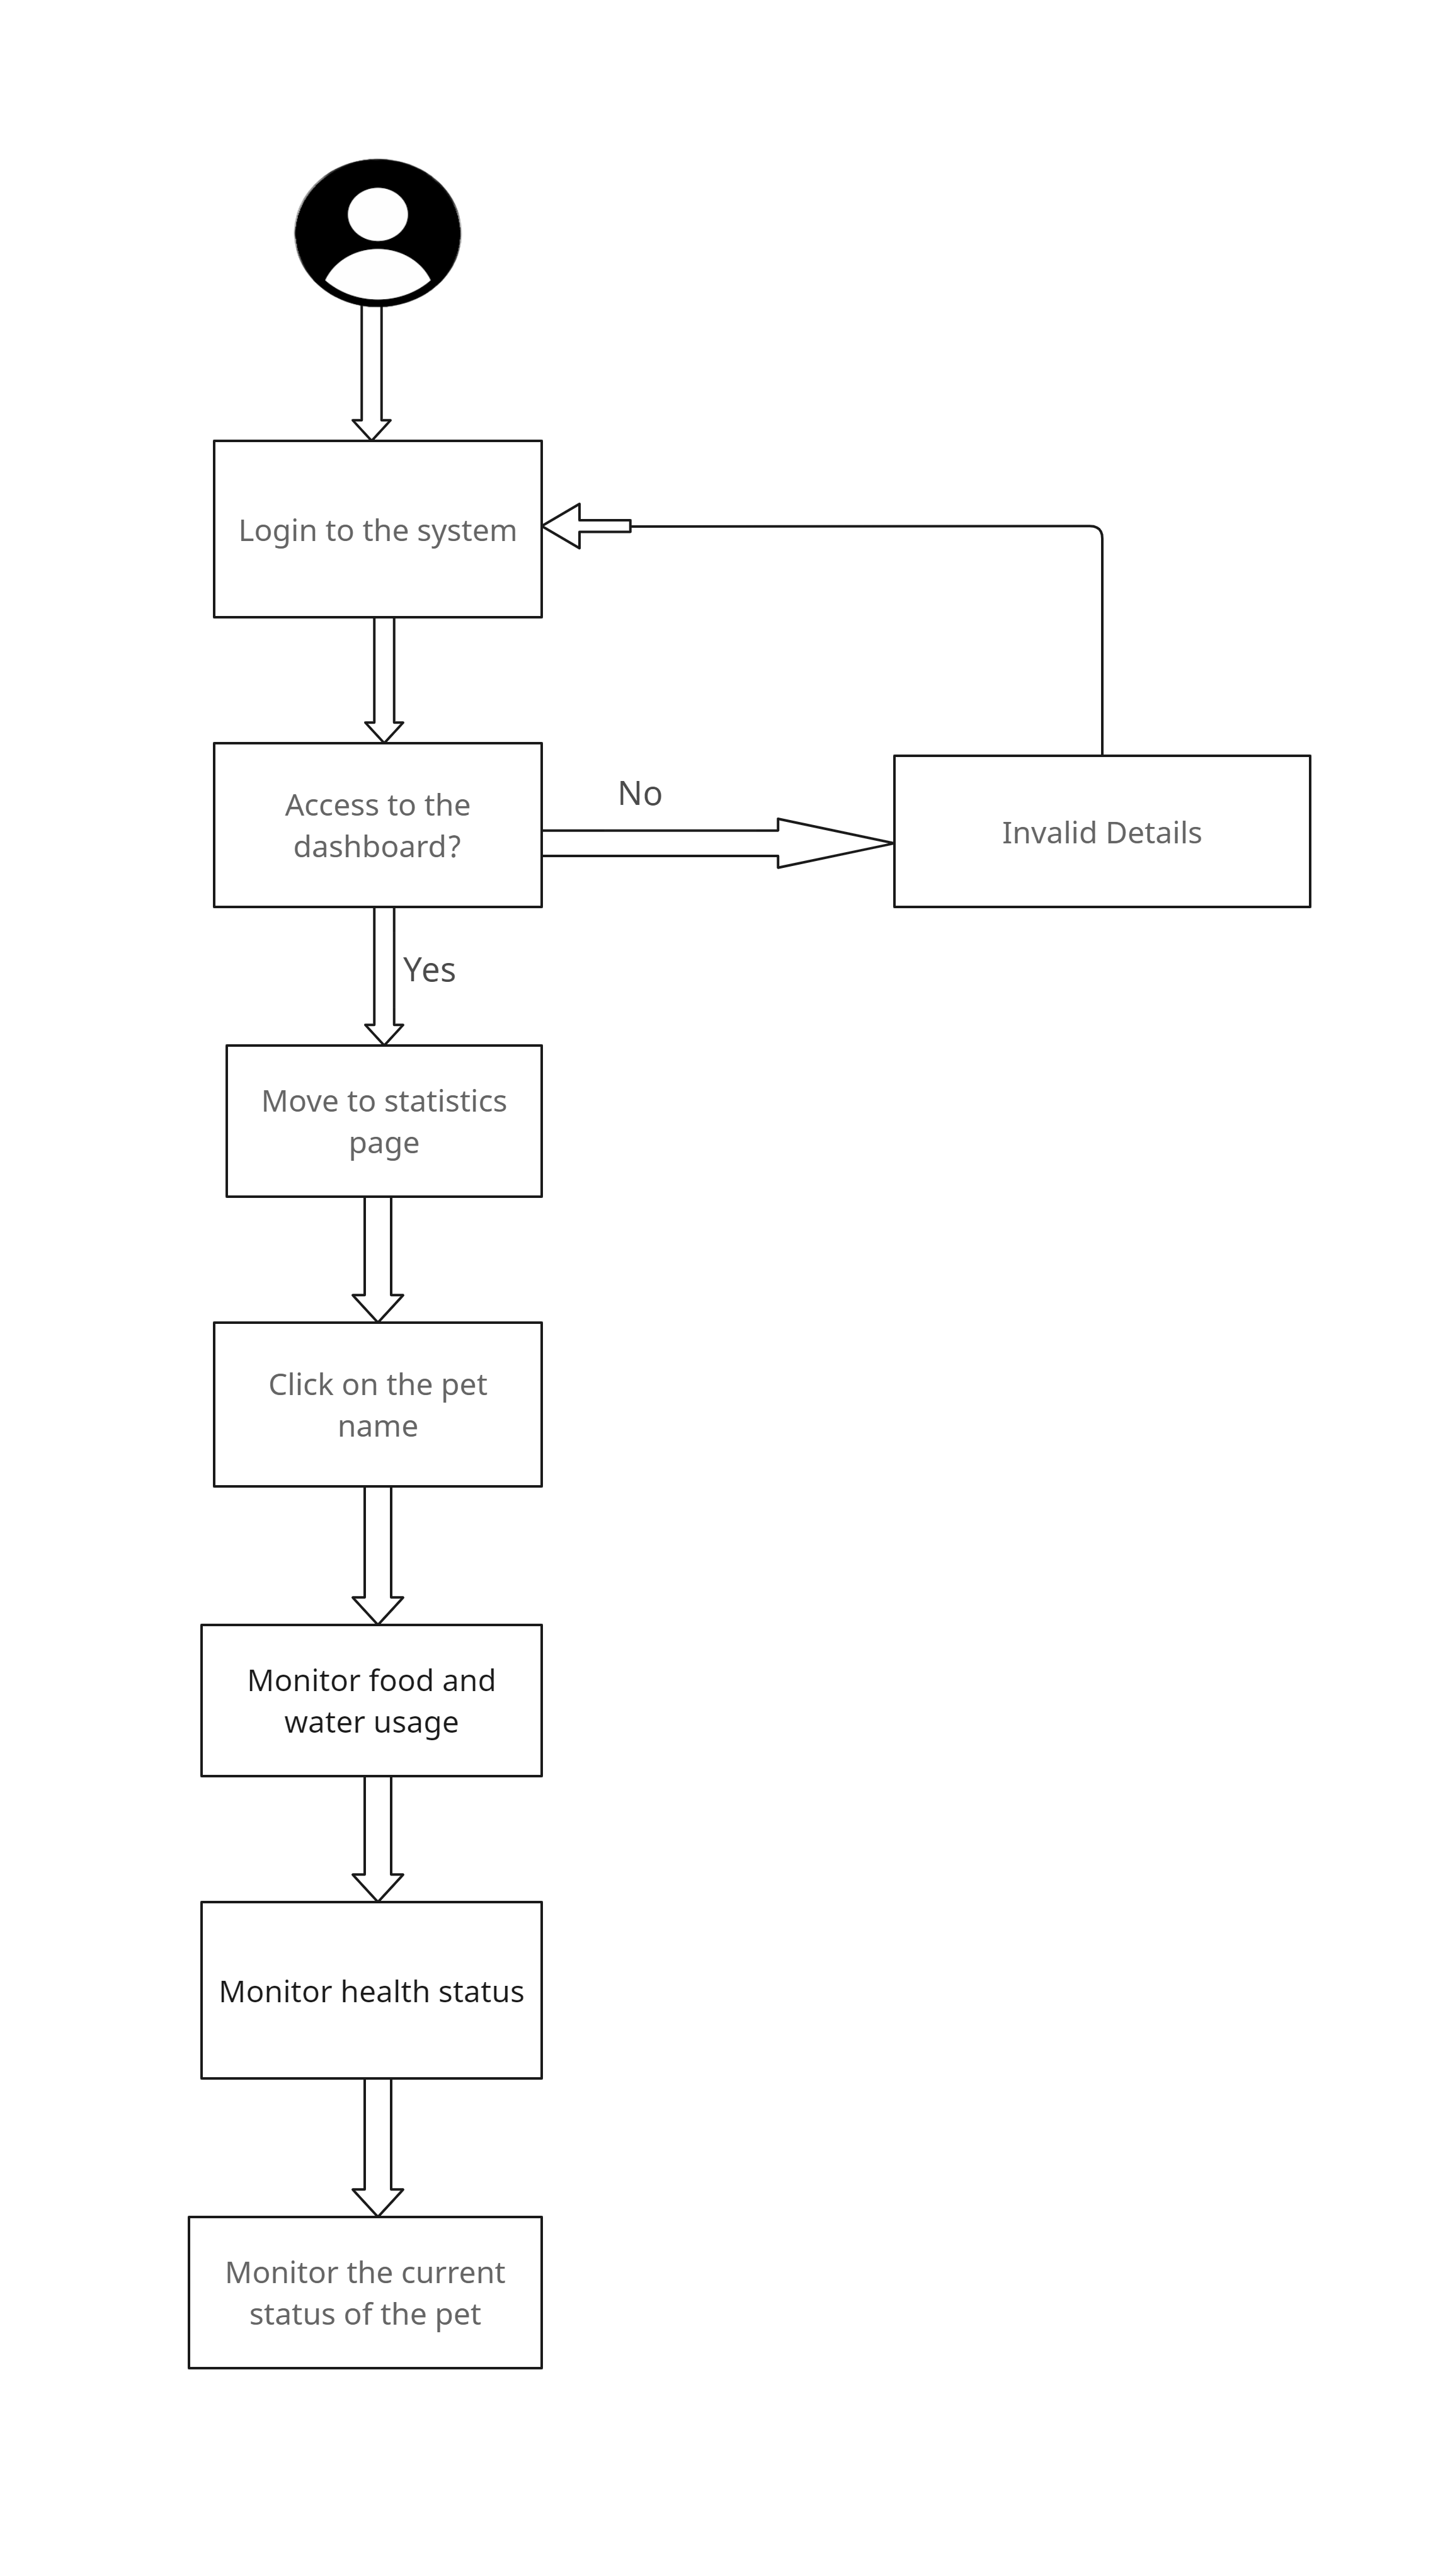 Login to the system
Access to the
dashboard?
No
Invalid Details
Yes
Move to statistics
page
Click on the pet
name
Monitor food and
water usage
Monitor health status
Monitor the current
status of the pet